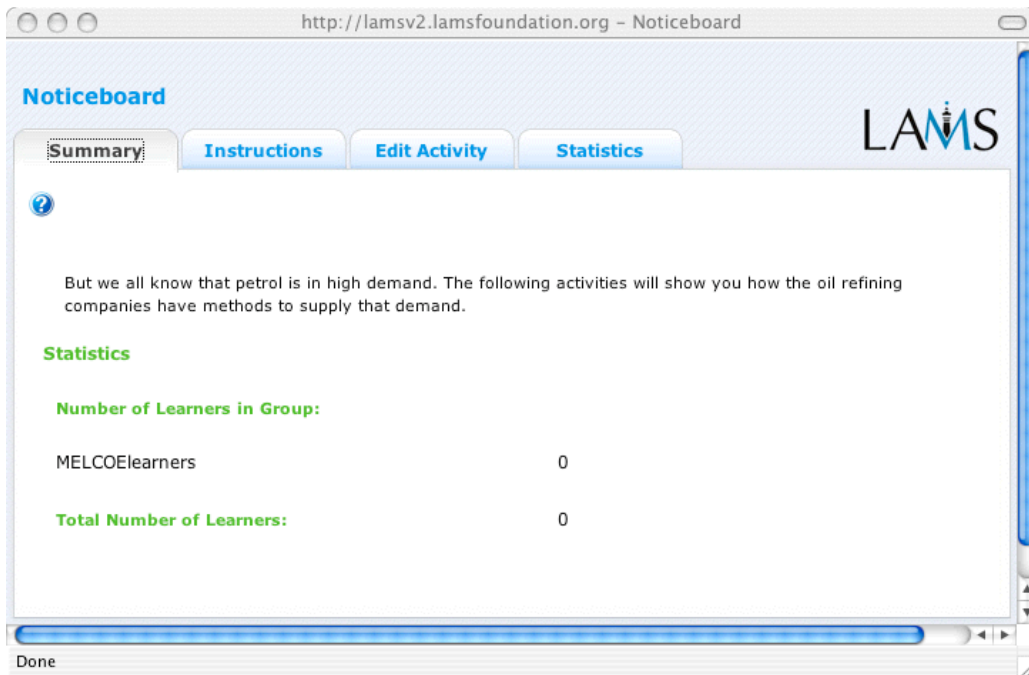 http://lamsv2.lamsfoundation.org – Noticeboard
Noticeboard
LAMS
Summary Instructions Edit Activity Statistics
?
But we all know that petrol is in high demand. The following activities will show you how the oil refining
companies have methods to supply that demand.
Statistics
Number of Learners in Group:
MELCOElearners 0
Total Number of Learners: 0
Done